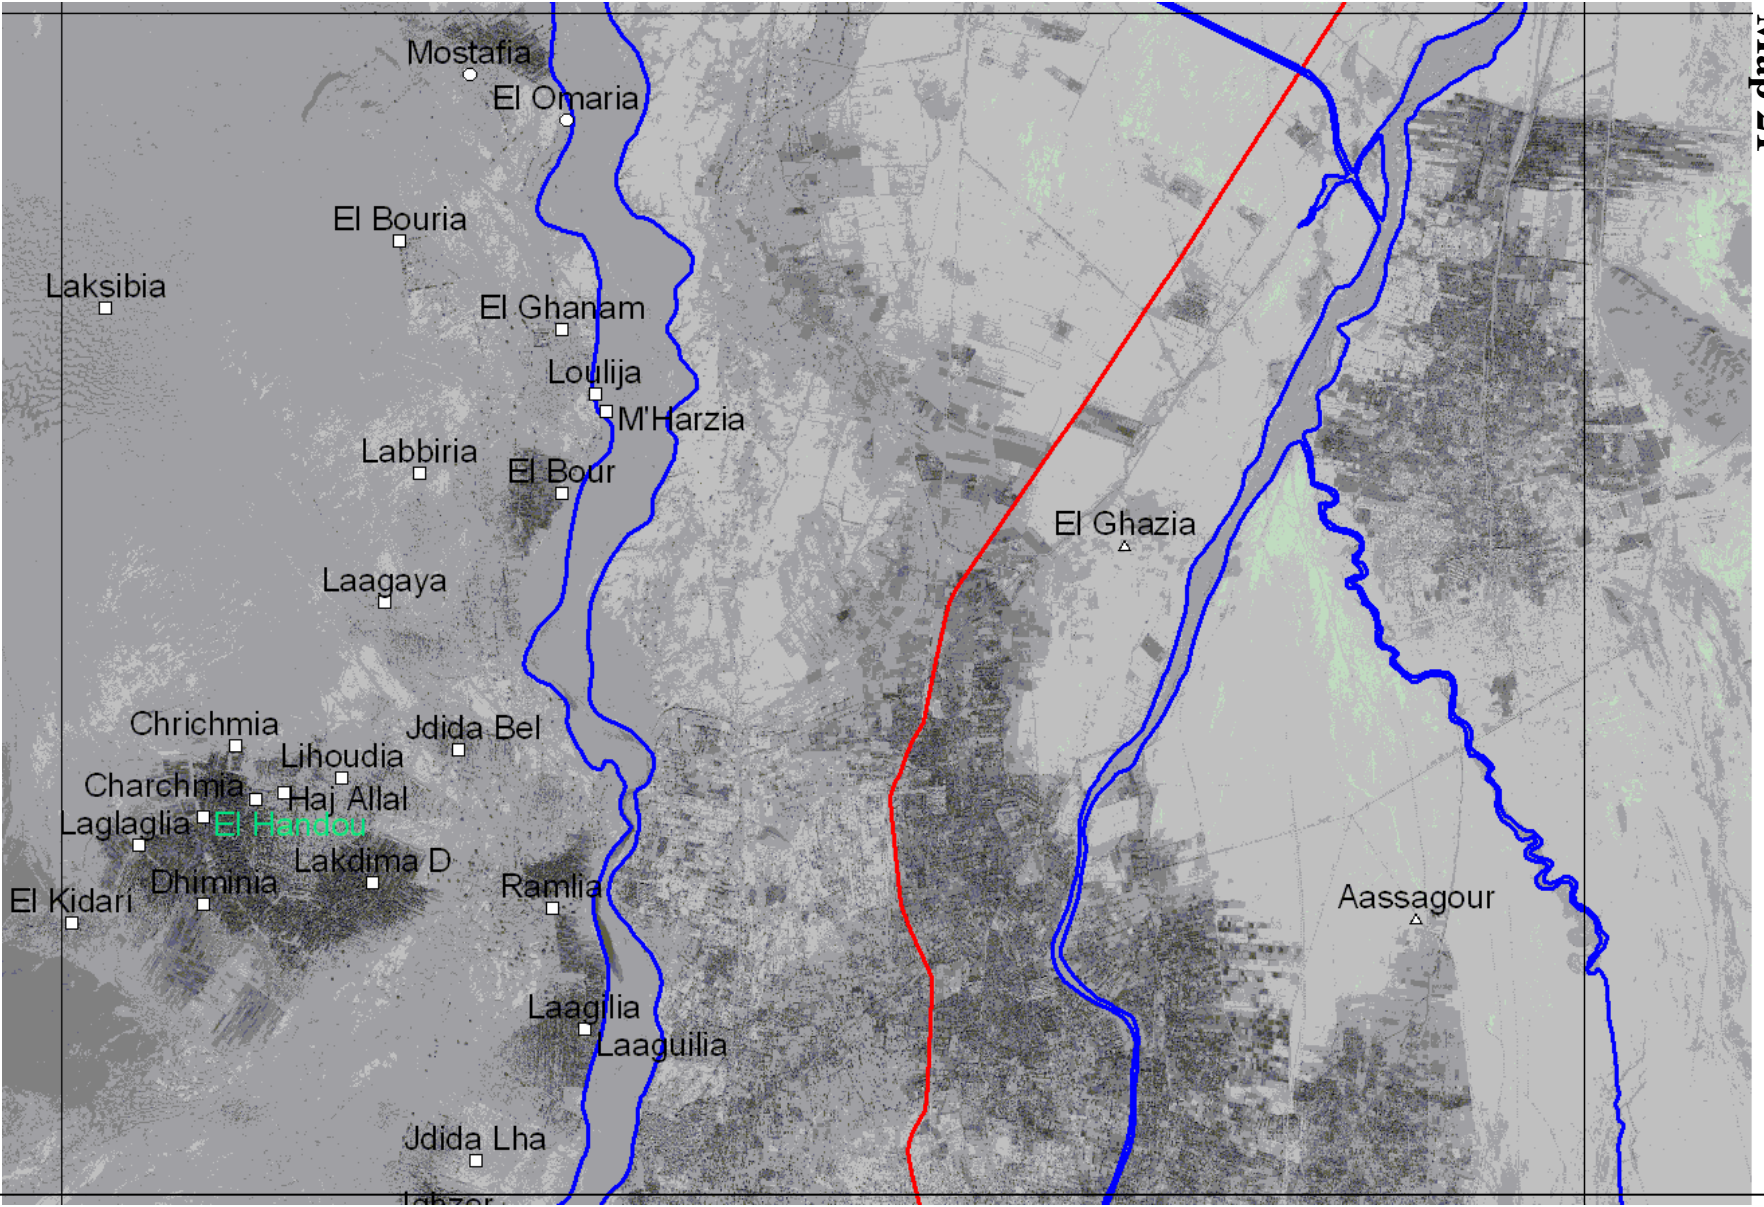 Mostafia
El Omaria
El Bouria
Laksibia
El Ghanam
Loulija
M'Harzia
Labbiria
El Bour
El Ghazia
Laagaya
Chrichmia
Jdida Bel
Lihoudia
Charchmia
Haj Allal
Laglaglia
El Handou
Lakdima D
Dhiminia
Ramlia
El Kidari
Aassagour
Laagilia
Laaguilia
Jdida Lha